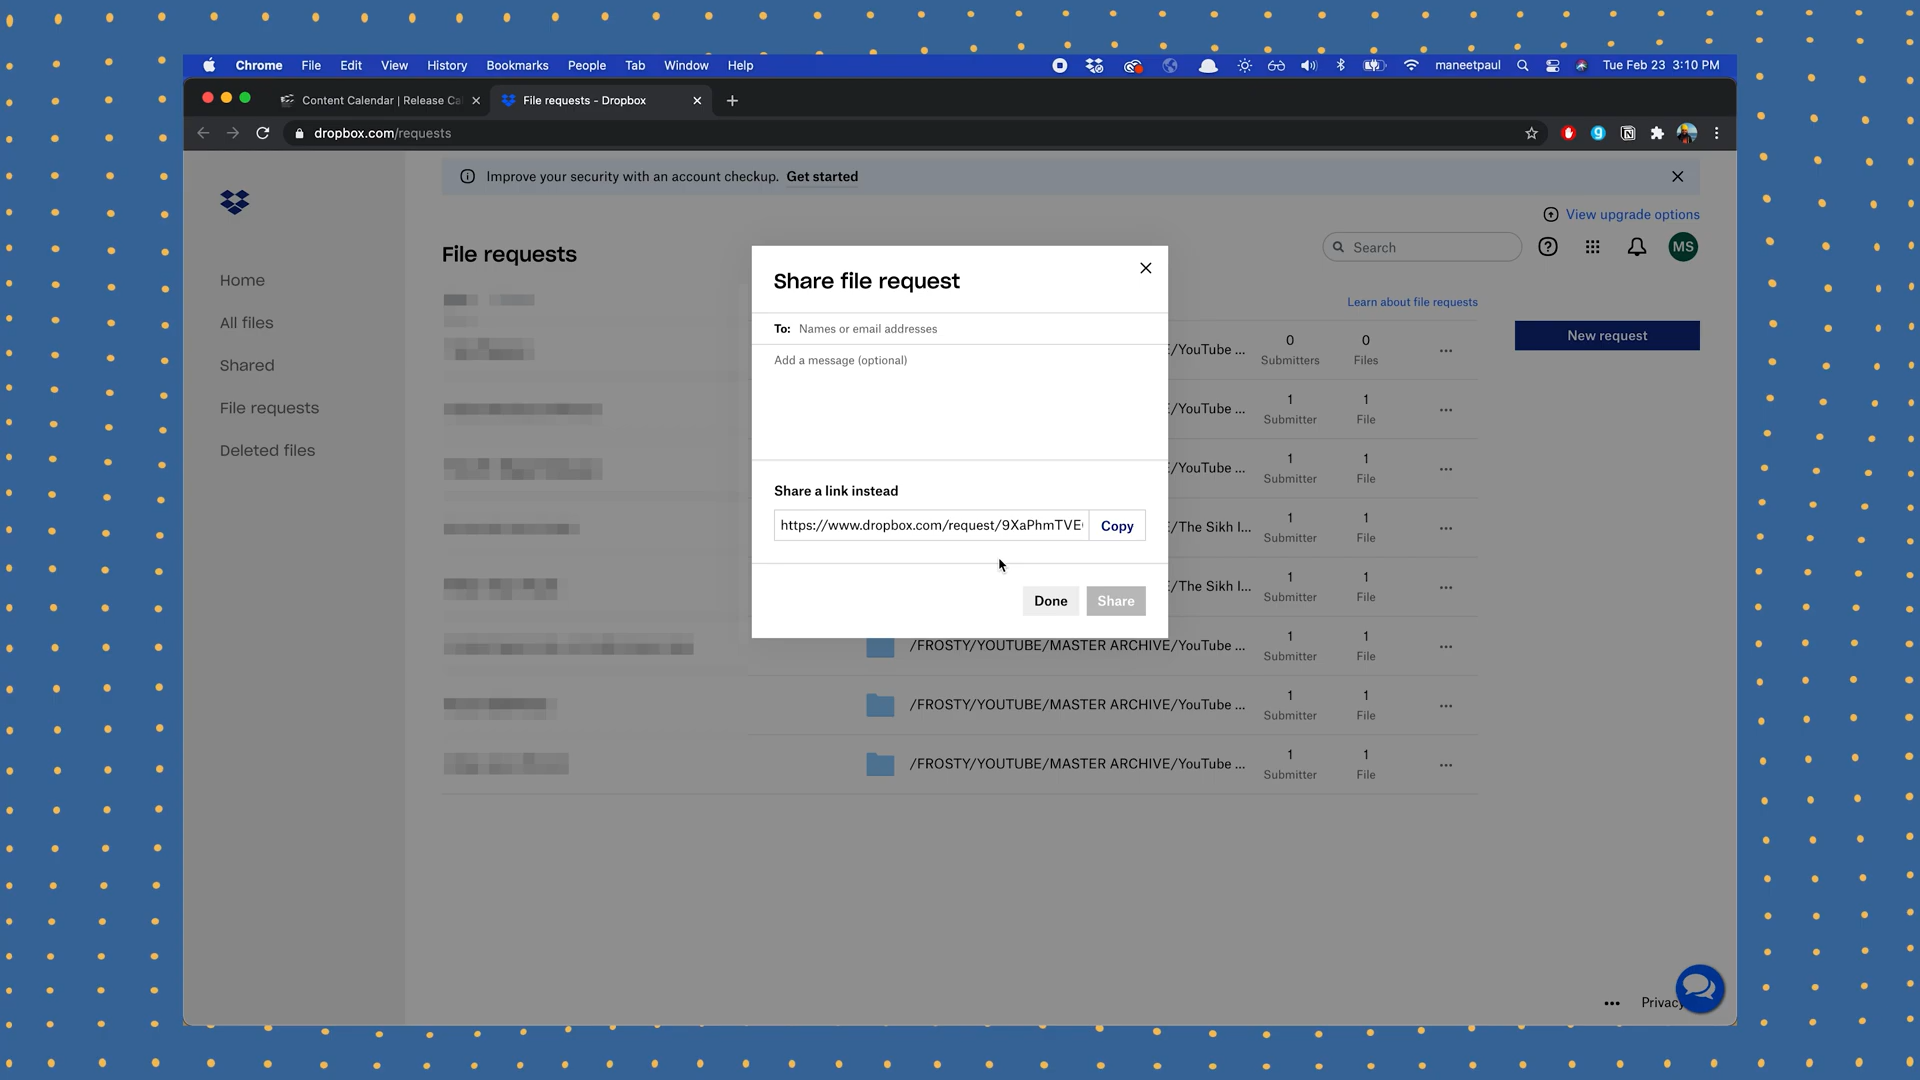 Chrome File Edit View History Bookmarks People Tab Window Help maneetpaul Tue Feb 23 3:10 PM
Content Calendar | Release Ca File requests - Dropbox
dropbox.com/requests
Improve your security with an account checkup. Get started
View upgrade options
File requests
Search
MS
Home
All files
Shared
File requests
Deleted files
Learn about file requests
New request
Share file request
To: Names or email addresses
Add a message (optional)
Share a link instead
https://www.dropbox.com/request/9XaPhmTVE
Copy
Done
Share
/YouTube ... 0 0
Submitters Files
E/YouTube ... 1 1
Submitter File
E/YouTube ... 1 1
Submitter File
E/The Sikh I... 1 1
Submitter File
E/The Sikh I... 1 1
Submitter File
/FROSTY/YOUTUBE/MASTER ARCHIVE/YouTube ... 1 1
Submitter File
/FROSTY/YOUTUBE/MASTER ARCHIVE/YouTube ... 1 1
Submitter File
/FROSTY/YOUTUBE/MASTER ARCHIVE/YouTube ... 1 1
Submitter File
Privacy